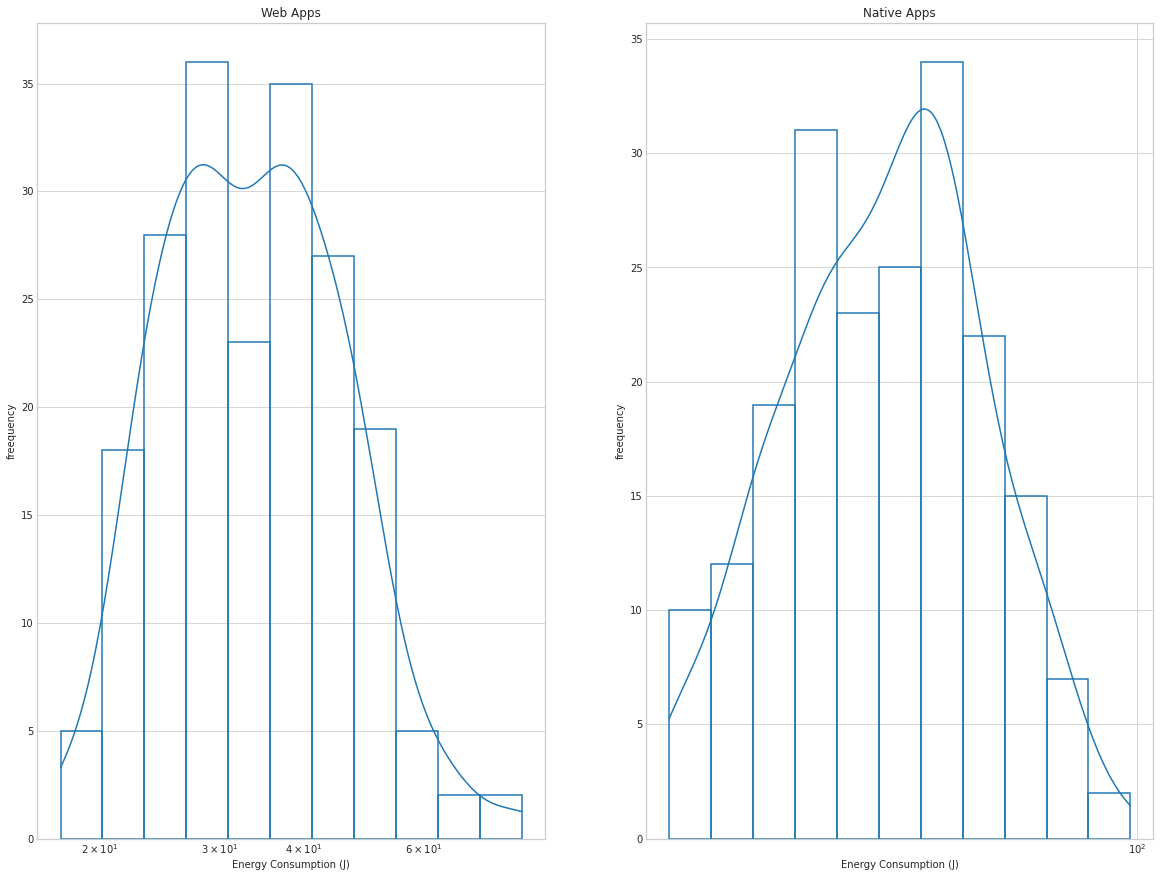 Web Apps
35
30
25
20
15
10
5
0
freequency
2 × 10¹
3 × 10¹
4 × 10¹
6 × 10¹
Energy Consumption (J)
Native Apps
35
30
25
20
15
10
5
0
freequency
10²
Energy Consumption (J)